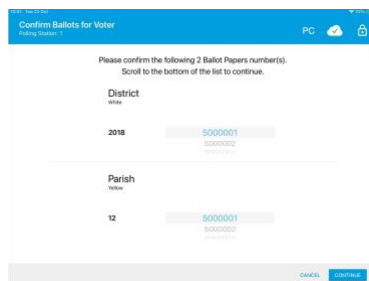 Confirm Ballots for Voter
Polling Station: 1
PC
Please confirm the following 2 Ballot Papers number(s).
Scroll to the bottom of the list to continue.
District
White
2018
5000001
5000002
Parish
Yellow
12
5000001
5000002
CANCEL
CONTINUE